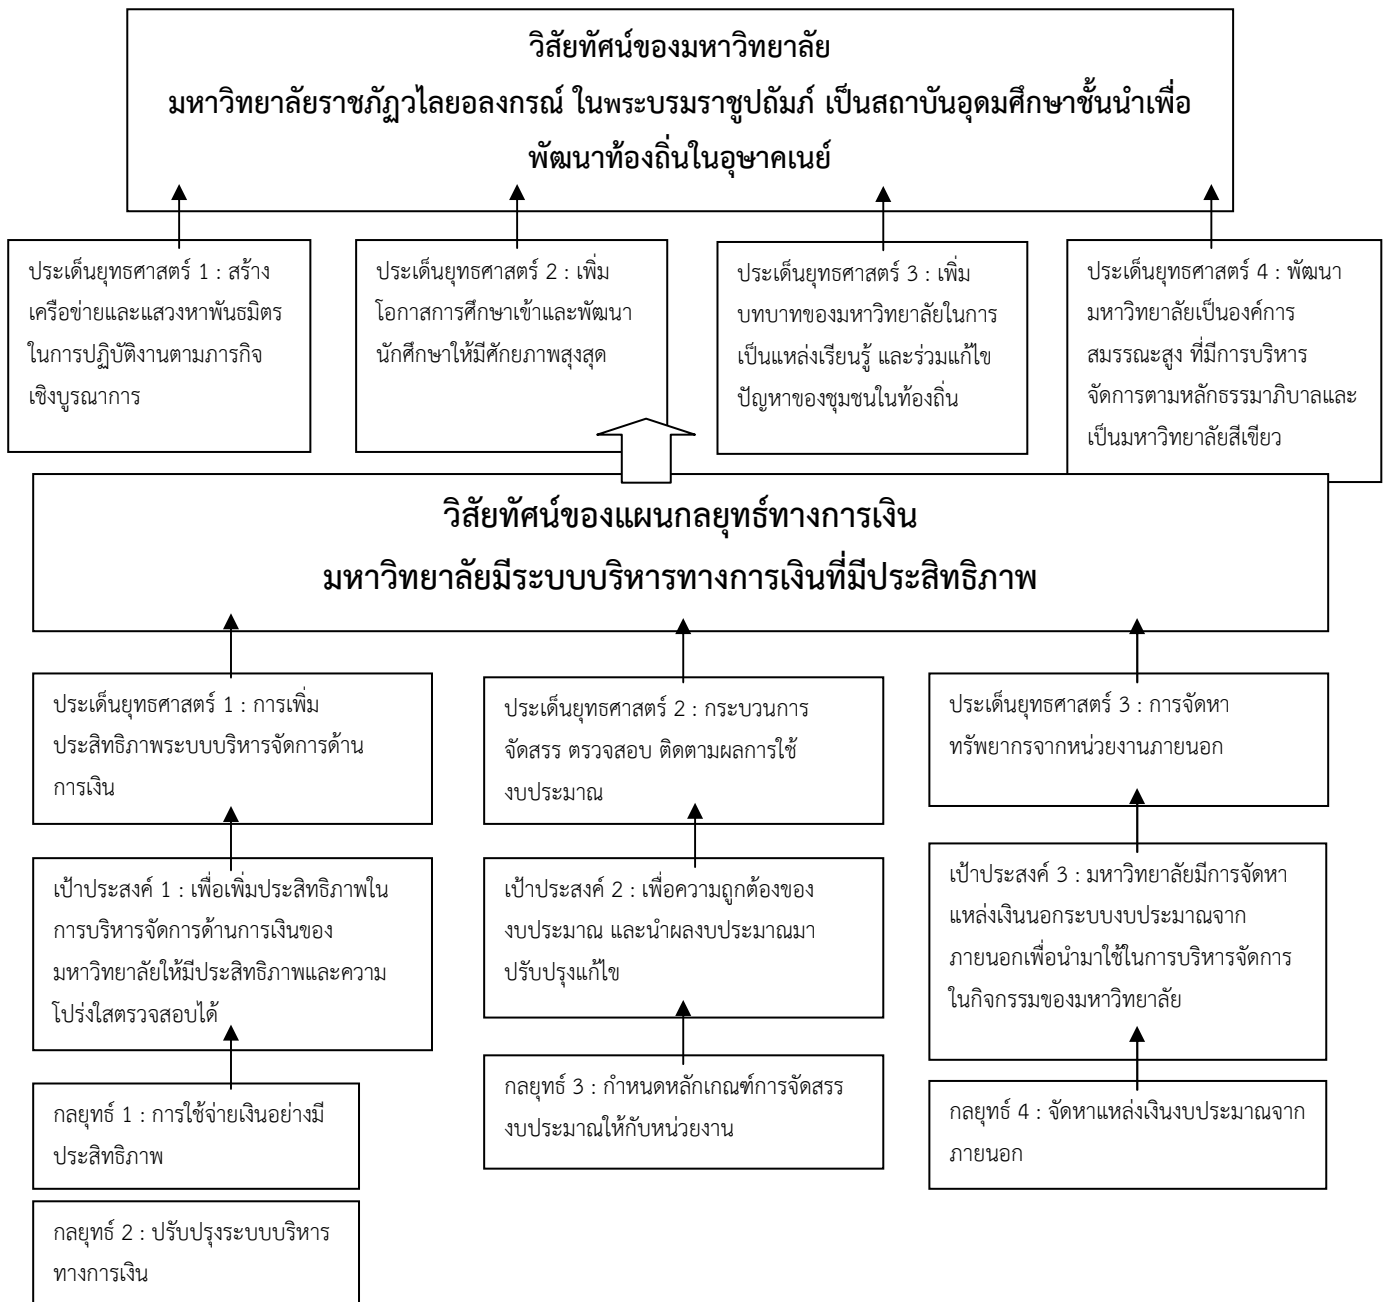 วิสัยทัศน์ของมหาวิทยาลัย
มหาวิทยาลัยราชภัฏวไลยอลงกรณ์ ในพระบรมราชูปถัมภ์ เป็นสถาบันอุดมศึกษาชั้นนำเพื่อ
พัฒนาท้องถิ่นในอุษาคเนย์
ประเด็นยุทธศาสตร์ 1 : สร้าง
เครือข่ายและแสวงหาพันธมิตร
ในการปฏิบัติงานตามภารกิจ
เชิงบูรณาการ
ประเด็นยุทธศาสตร์ 2 : เพิ่ม
โอกาสการศึกษาเข้าและพัฒนา
นักศึกษาให้มีศักยภาพสูงสุด
ประเด็นยุทธศาสตร์ 3 : เพิ่ม
บทบาทของมหาวิทยาลัยในการ
เป็นแหล่งเรียนรู้ และร่วมแก้ไข
ปัญหาของชุมชนในท้องถิ่น
ประเด็นยุทธศาสตร์ 4 : พัฒนา
มหาวิทยาลัยเป็นองค์การ
สมรรณะสูง ที่มีการบริหาร
จัดการตามหลักธรรมาภิบาลและ
เป็นมหาวิทยาลัยสีเขียว
วิสัยทัศน์ของแผนกลยุทธ์ทางการเงิน
มหาวิทยาลัยมีระบบบริหารทางการเงินที่มีประสิทธิภาพ
ประเด็นยุทธศาสตร์ 1 : การเพิ่ม
ประสิทธิภาพระบบบริหารจัดการด้าน
การเงิน
ประเด็นยุทธศาสตร์ 2 : กระบวนการ
จัดสรร ตรวจสอบ ติดตามผลการใช้
งบประมาณ
ประเด็นยุทธศาสตร์ 3 : การจัดหา
ทรัพยากรจากหน่วยงานภายนอก
เป้าประสงค์ 1 : เพื่อเพิ่มประสิทธิภาพใน
การบริหารจัดการด้านการเงินของ
มหาวิทยาลัยให้มีประสิทธิภาพและความ
โปร่งใสตรวจสอบได้
เป้าประสงค์ 2 : เพื่อความถูกต้องของ
งบประมาณ และนำผลงบประมาณมา
ปรับปรุงแก้ไข
เป้าประสงค์ 3 : มหาวิทยาลัยมีการจัดหา
แหล่งเงินนอกระบบงบประมาณจาก
ภายนอกเพื่อนำมาใช้ในการบริหารจัดการ
ในกิจกรรมของมหาวิทยาลัย
กลยุทธ์ 1 : การใช้จ่ายเงินอย่างมี
ประสิทธิภาพ
กลยุทธ์ 3 : กำหนดหลักเกณฑ์การจัดสรร
งบประมาณให้กับหน่วยงาน
กลยุทธ์ 4 : จัดหาแหล่งเงินงบประมาณจาก
ภายนอก
กลยุทธ์ 2 : ปรับปรุงระบบบริหาร
ทางการเงิน